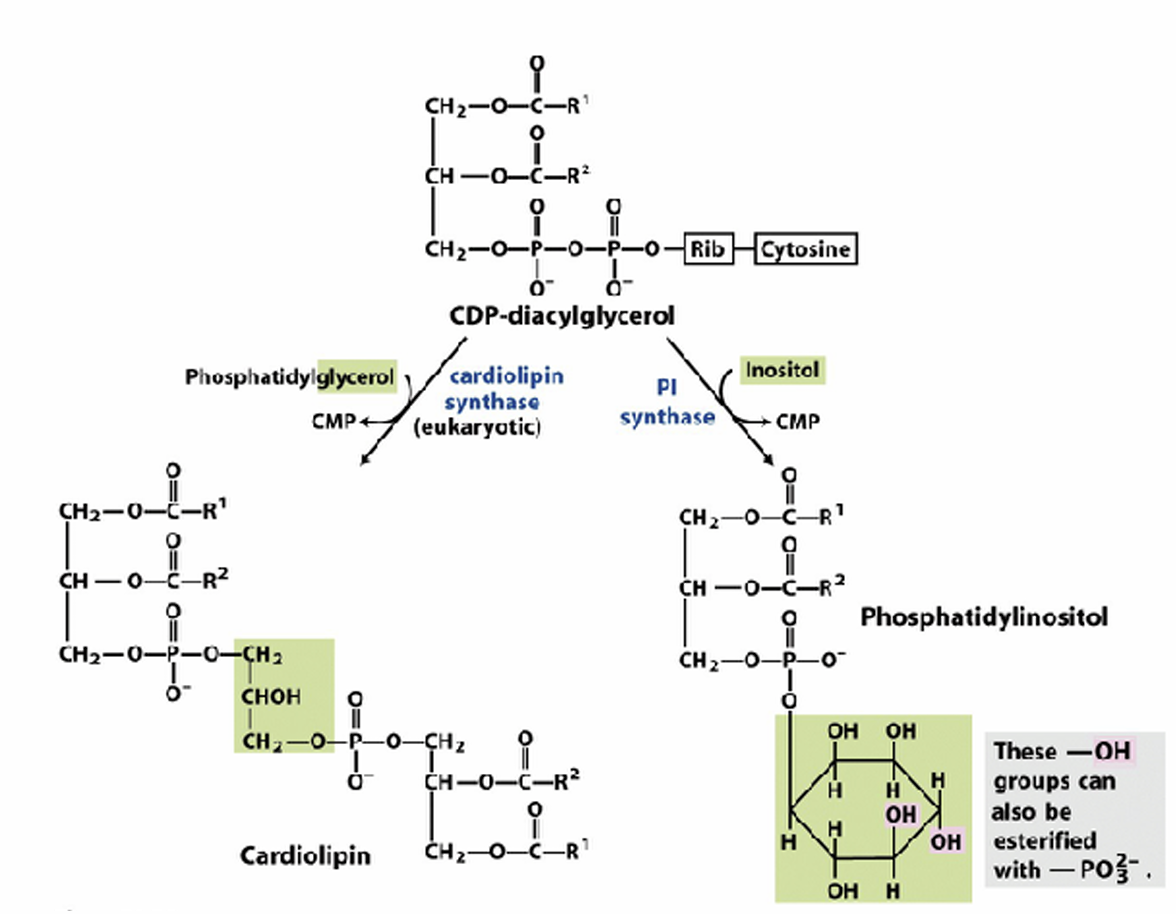 O
CH₂—O—C—R¹
O
CH—O—C—R²
O O
CH₂—O—P—O—P—O—Rib—Cytosine
O⁻ O⁻
CDP-diacylglycerol
Phosphatidylglycerol
CMP
cardiolipin
synthase
(eukaryotic)
PI
synthase
Inositol
CMP
O
CH₂—O—C—R¹
O
CH—O—C—R²
O
CH₂—O—P—O—CH₂
O⁻
CHOH
O
CH₂—O—P—O—CH₂
O⁻
O
CH—O—C—R²
O
CH₂—O—C—R¹
Cardiolipin
O
CH₂—O—C—R¹
O
CH—O—C—R²
O
CH₂—O—P—O⁻
O
Phosphatidylinositol
OH OH
H H H
OH
H H OH
OH H
These —OH
groups can
also be
esterified
with — PO₃²⁻ .